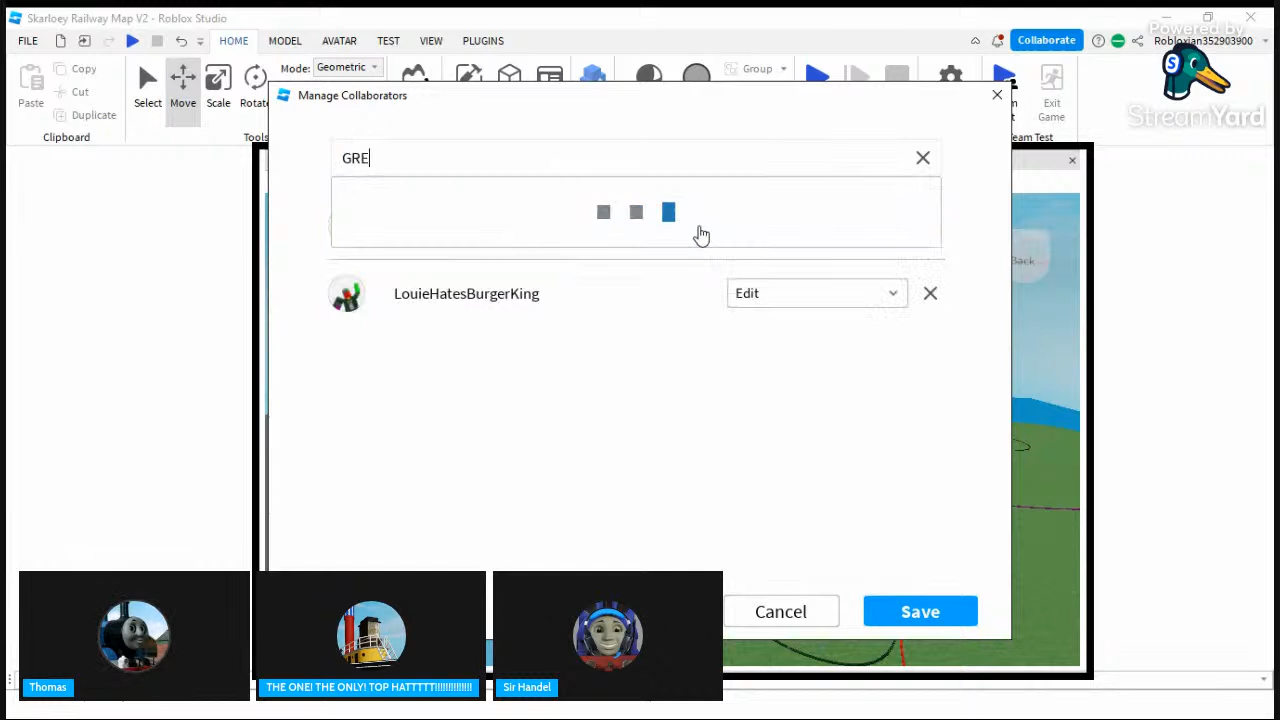 Skarloey Railway Map V2 - Roblox Studio
Powered by
FILE HOME MODEL AVATAR TEST VIEW PLUGINS Collaborate Robloxian352903900
Copy Mode: Geometric Group
Cut
Paste Duplicate Select Move Scale Rotate Exit Game
Clipboard Tools Team Test
StreamYard
Manage Collaborators
GRE
Back
LouieHatesBurgerKing Edit
Cancel Save
Thomas THE ONE! THE ONLY! TOP HATTTTT!!!!!!!!!!!!!! Sir Handel